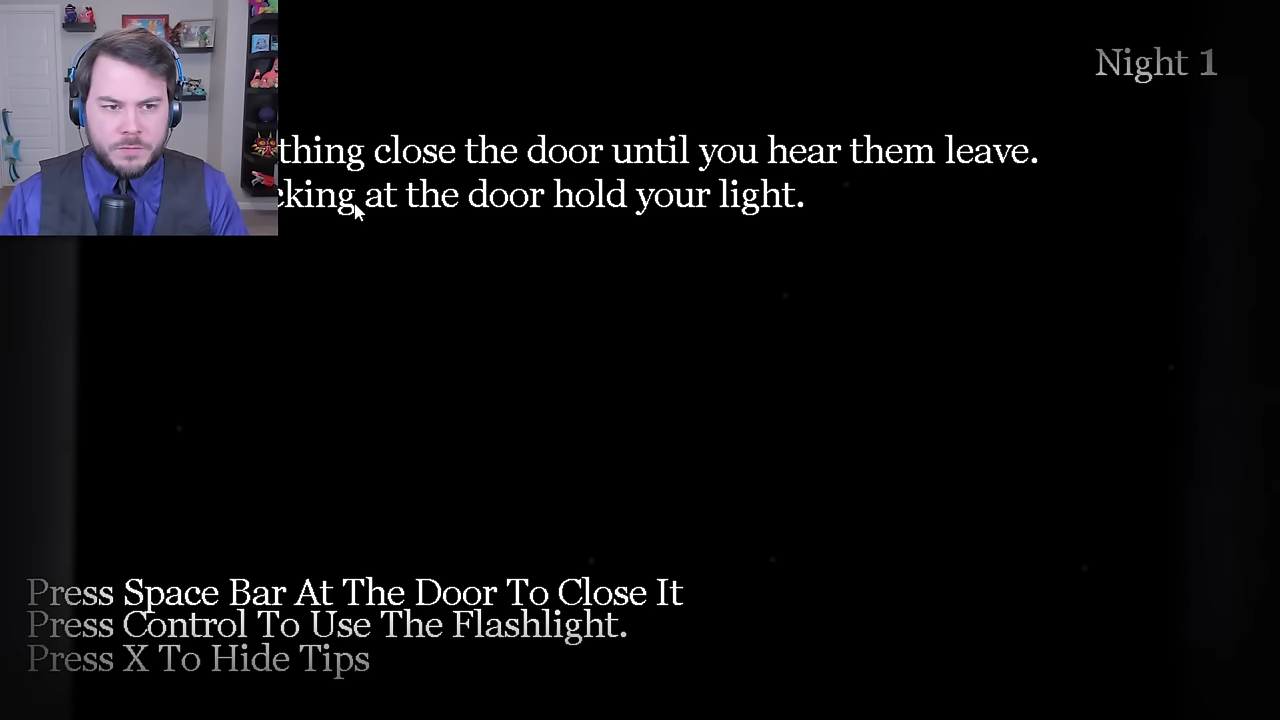 Night 1
thing close the door until you hear them leave.
cking at the door hold your light.
Press Space Bar At The Door To Close It
Press Control To Use The Flashlight.
Press X To Hide Tips